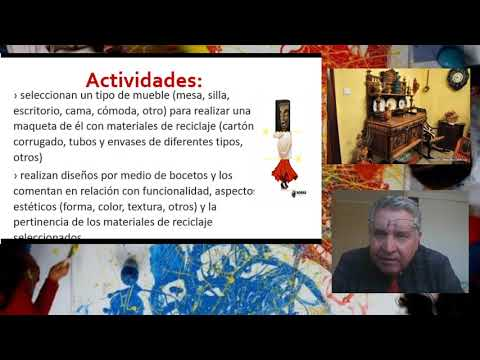 Actividades:
› seleccionan un tipo de mueble (mesa, silla,
escritorio, cama, cómoda, otro) para realizar una
maqueta de él con materiales de reciclaje (cartón
corrugado, tubos y envases de diferentes tipos,
otros)
› realizan diseños por medio de bocetos y los
comentan en relación con funcionalidad, aspectos
estéticos (forma, color, textura, otros) y la
pertinencia de los materiales de reciclaje
seleccionados